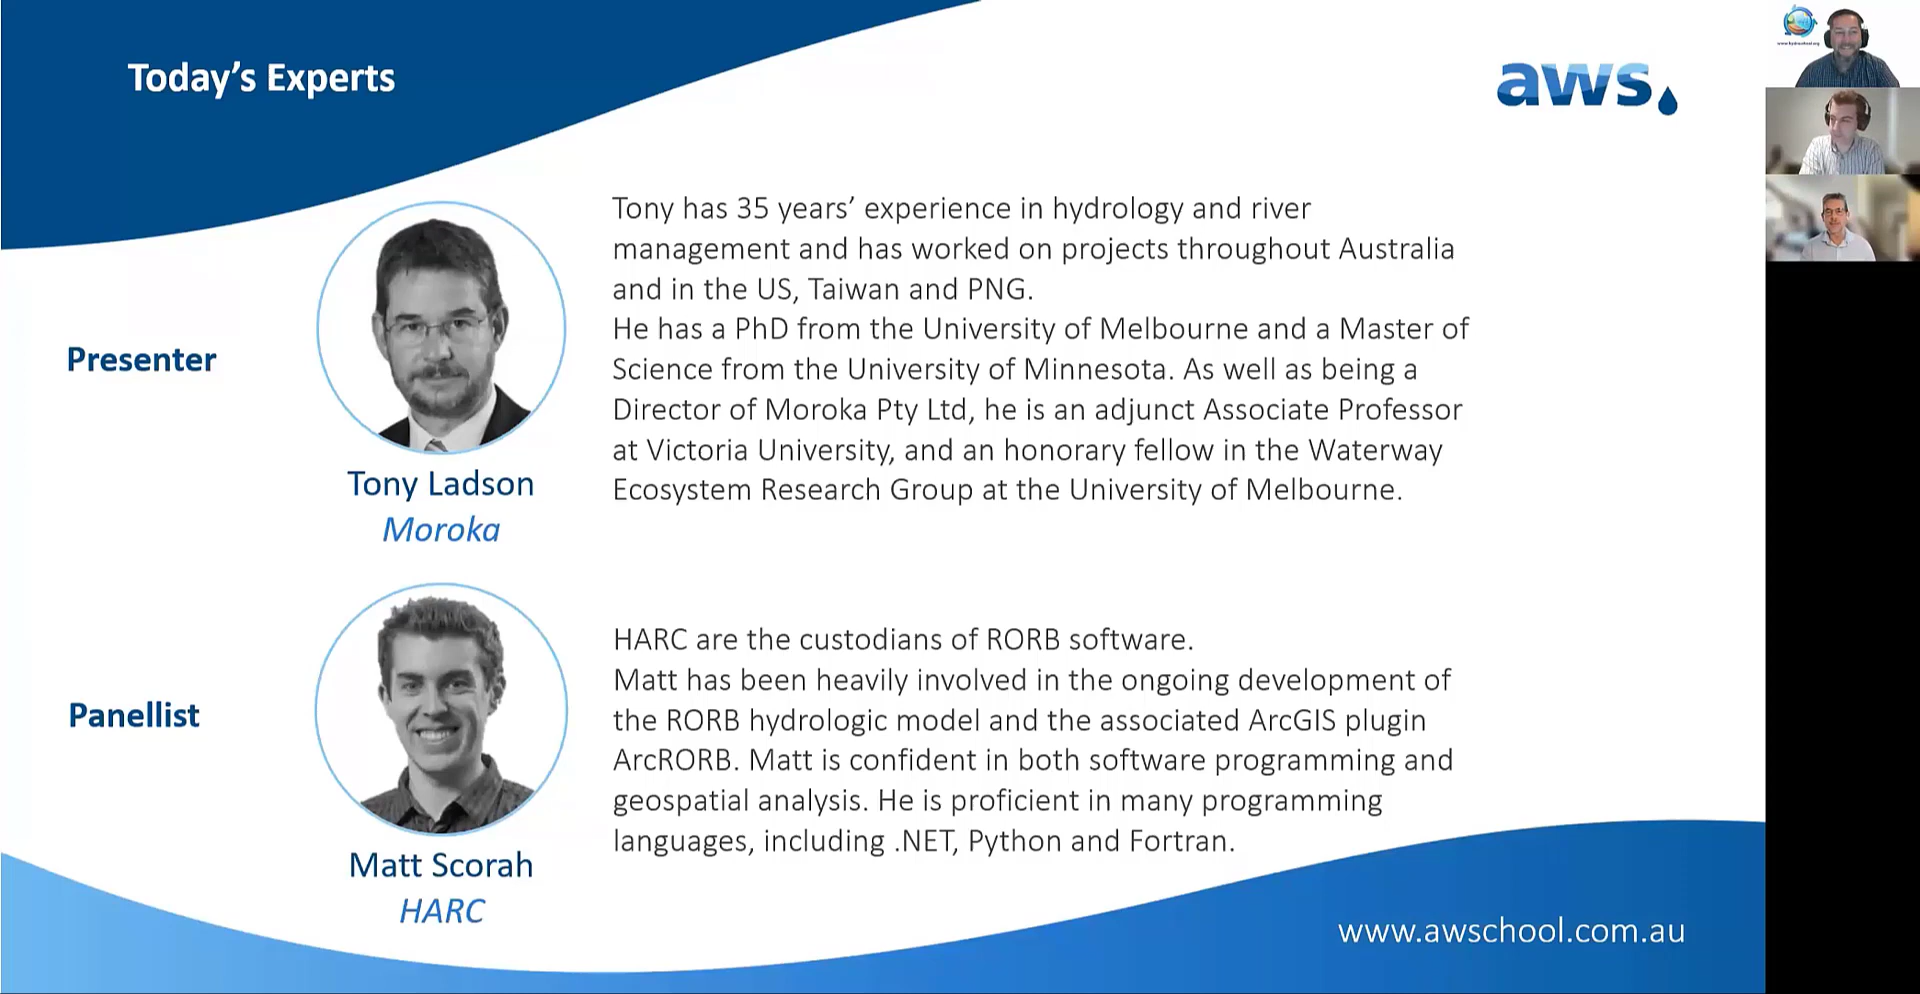 Today's Experts
aws.
Presenter
Tony Ladson
Moroka
Tony has 35 years' experience in hydrology and river
management and has worked on projects throughout Australia
and in the US, Taiwan and PNG.
He has a PhD from the University of Melbourne and a Master of
Science from the University of Minnesota. As well as being a
Director of Moroka Pty Ltd, he is an adjunct Associate Professor
at Victoria University, and an honorary fellow in the Waterway
Ecosystem Research Group at the University of Melbourne.
Panellist
Matt Scorah
HARC
HARC are the custodians of RORB software.
Matt has been heavily involved in the ongoing development of
the RORB hydrologic model and the associated ArcGIS plugin
ArcRORB. Matt is confident in both software programming and
geospatial analysis. He is proficient in many programming
languages, including .NET, Python and Fortran.
www.awschool.com.au